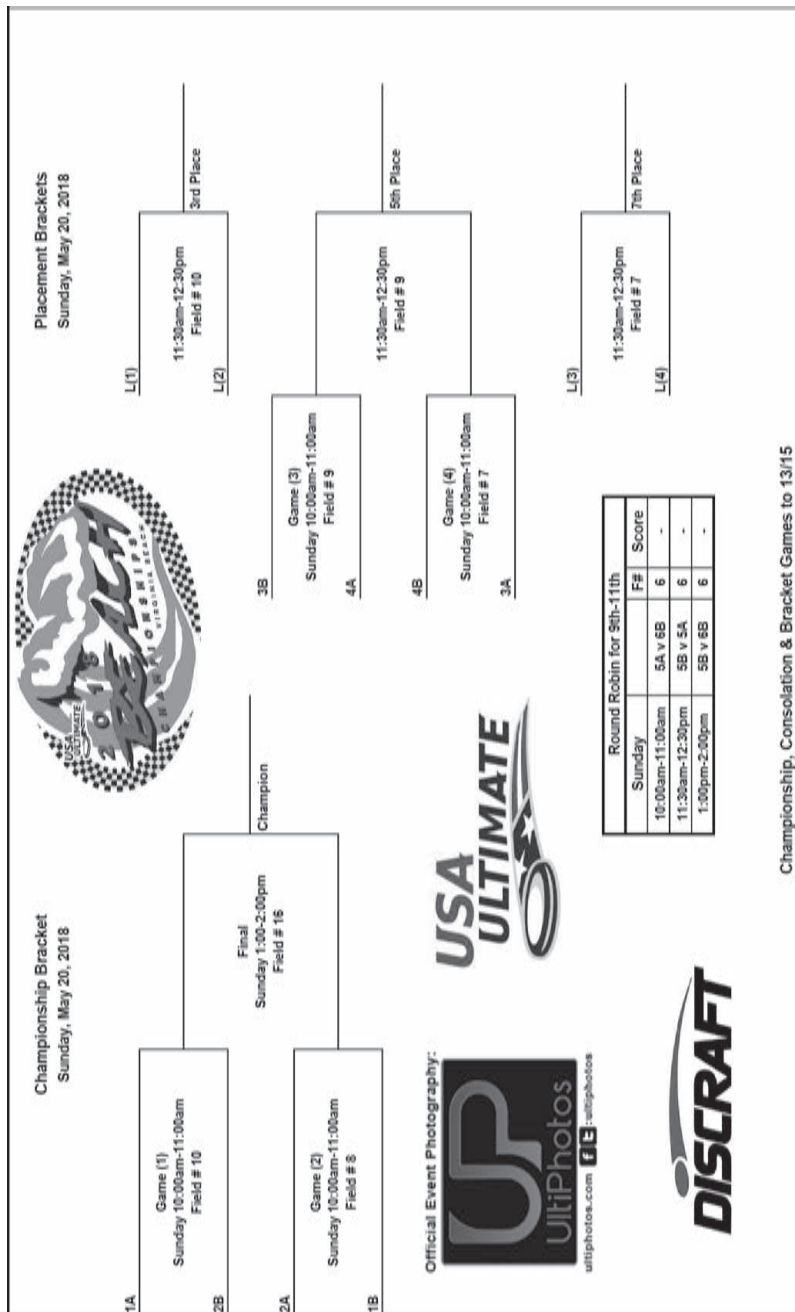 Championship Bracket
Sunday, May 20, 2018
1A
Game (1)
Sunday 10:00am-11:00am
Field # 10
2B
2A
Game (2)
Sunday 10:00am-11:00am
Field # 8
1B
Final
Sunday 1:00-2:00pm
Field # 16
Champion
USA
ULTIMATE
2018
BEACH
CHAMPIONSHIPS
VIRGINIA BEACH
Placement Brackets
Sunday, May 20, 2018
L(1)
11:30am-12:30pm
Field # 10
L(2)
3rd Place
3B
Game (3)
Sunday 10:00am-11:00am
Field # 9
4A
4B
Game (4)
Sunday 10:00am-11:00am
Field # 7
3A
11:30am-12:30pm
Field # 9
5th Place
L(3)
11:30am-12:30pm
Field # 7
L(4)
7th Place
Official Event Photography:
UP
UltiPhotos
ultiphotos.com f t :ultiphotos
USA
ULTIMATE
DISCRAFT
Round Robin for 9th-11th
Sunday F# Score
10:00am-11:00am 5A v 6B 6 -
11:30am-12:30pm 5B v 5A 6 -
1:00pm-2:00pm 5B v 6B 6 -
Championship, Consolation & Bracket Games to 13/15